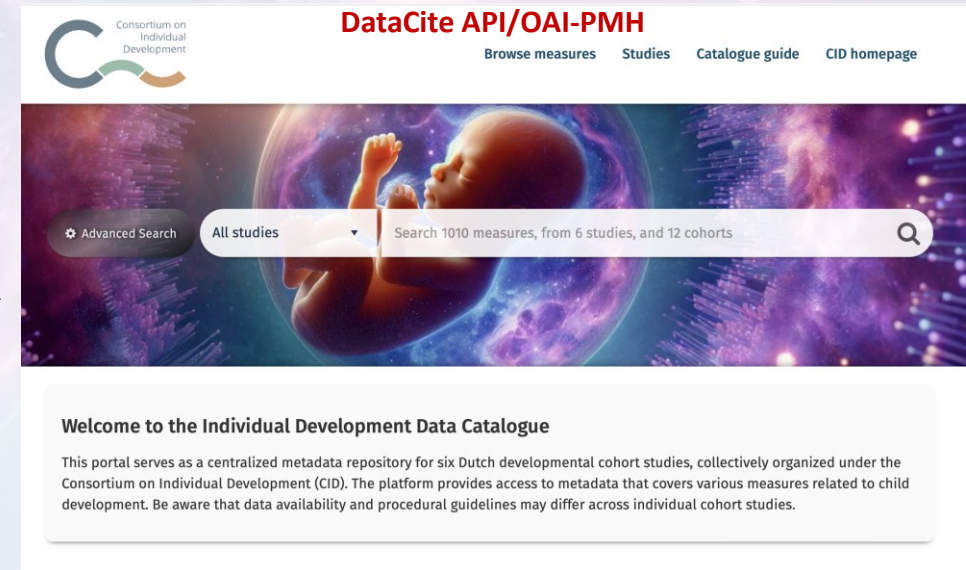 DataCite API/OAI-PMH
Consortium on
Individual
Development
Browse measures Studies Catalogue guide CID homepage
Advanced Search All studies Search 1010 measures, from 6 studies, and 12 cohorts
Welcome to the Individual Development Data Catalogue
This portal serves as a centralized metadata repository for six Dutch developmental cohort studies, collectively organized under the
Consortium on Individual Development (CID). The platform provides access to metadata that covers various measures related to child
development. Be aware that data availability and procedural guidelines may differ across individual cohort studies.